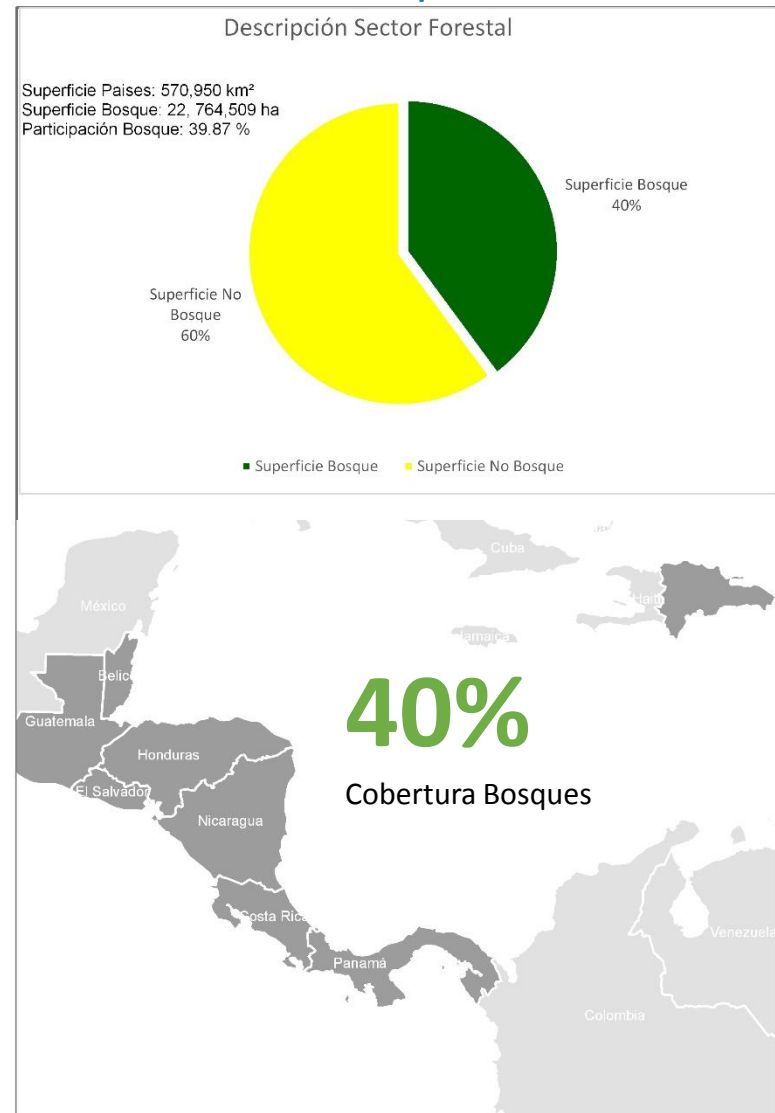 Descripción Sector Forestal
Superficie Paises: 570,950 km²
Superficie Bosque: 22, 764,509 ha
Participación Bosque: 39.87 %
Superficie Bosque
40%
Superficie No
Bosque
60%
Superficie Bosque
Superficie No Bosque
Cuba
México
Haití
Jamaica
Belice
Guatemala
40%
Honduras
El Salvador
Cobertura Bosques
Nicaragua
Costa Rica
Venezuela
Panamá
Colombia